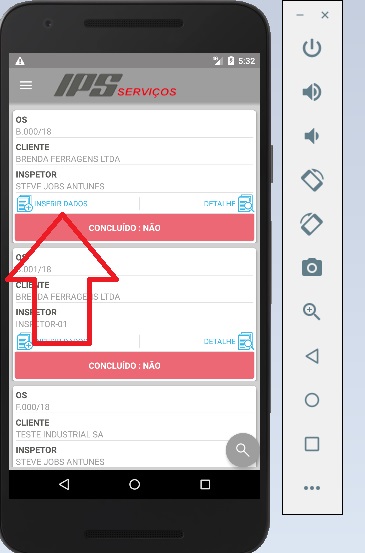 5:32
IPS SERVIÇOS
OS
B.000/18
CLIENTE
BRENDA FERRAGENS LTDA
INSPETOR
STEVE JOBS ANTUNES
INSERIR DADOS DETALHE
CONCLUÍDO : NÃO
OS
.001/18
CLIENTE
BRENDA FERRAGENS LTDA
INSPETOR
INSPETOR-01
DETALHE
CONCLUÍDO : NÃO
OS
F.000/18
CLIENTE
TESTE INDUSTRIAL SA
INSPETOR
STEVE JOBS ANTUNES